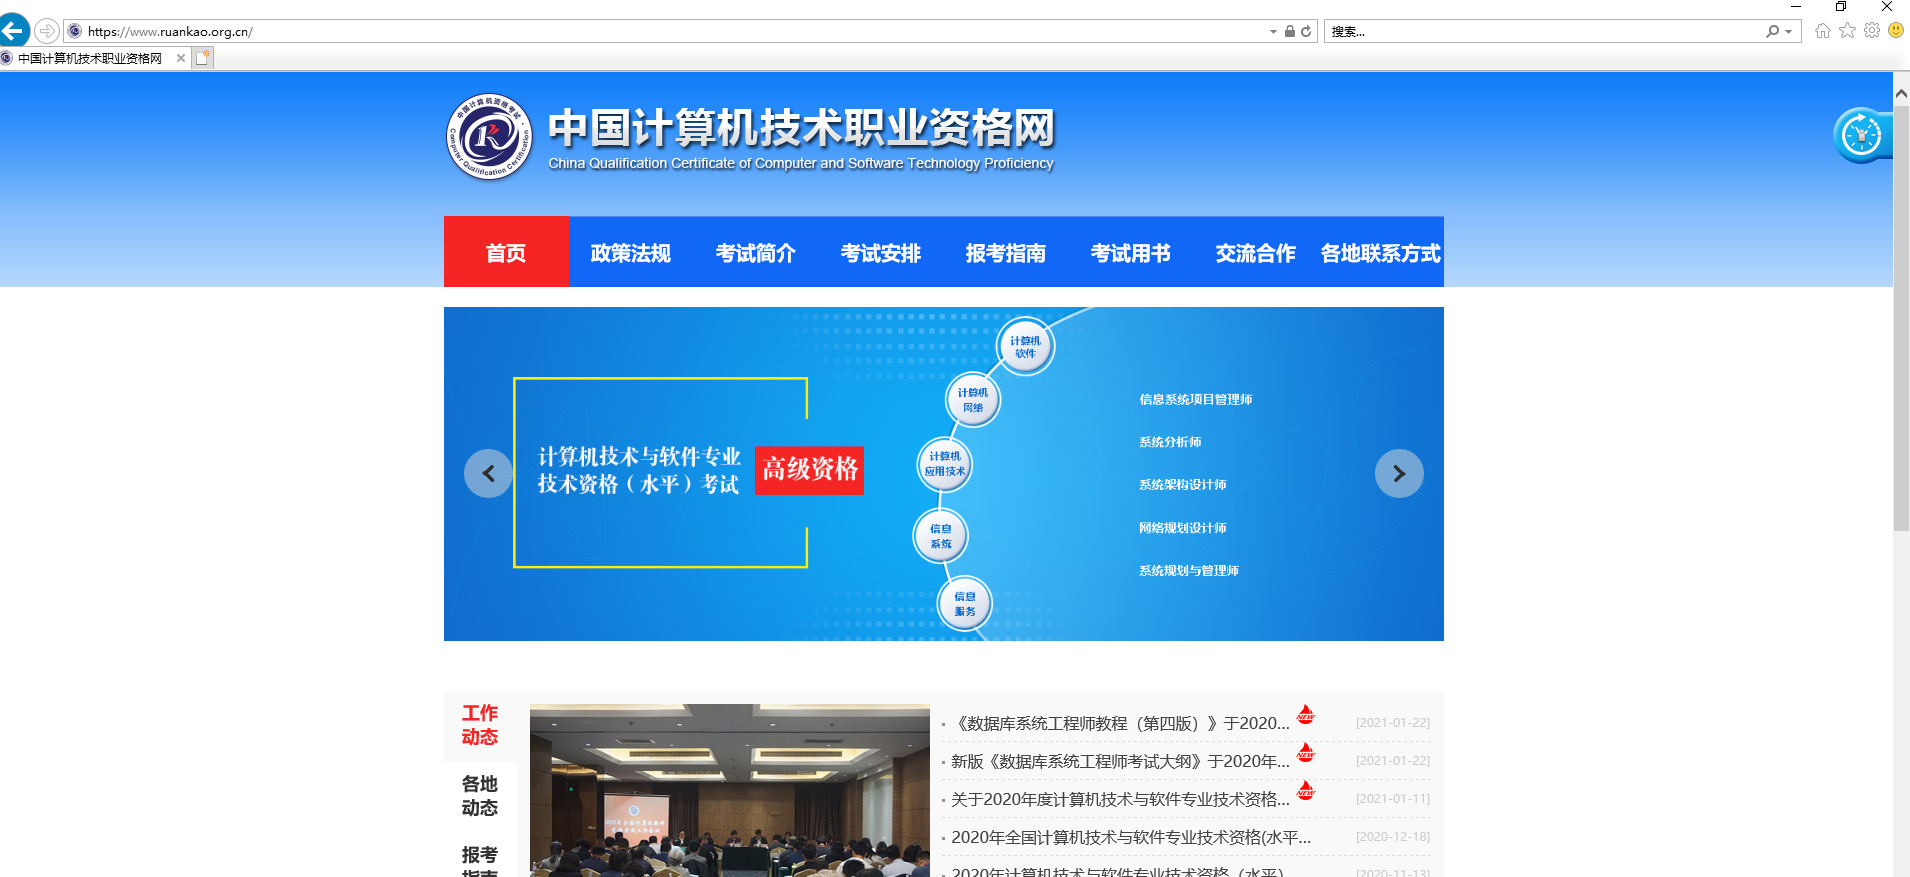 https://www.ruankao.org.cn/
搜索...
中国计算机技术职业资格网
中国计算机资格考试
Computer Qualification Certification
中国计算机技术职业资格网
China Qualification Certificate of Computer and Software Technology Proficiency
首页 政策法规 考试简介 考试安排 报考指南 考试用书 交流合作 各地联系方式
计算机技术与软件专业
技术资格（水平）考试
高级资格
计算机
软件
计算机
网络
计算机
应用技术
信息
系统
信息
服务
信息系统项目管理师
系统分析师
系统架构设计师
网络规划设计师
系统规划与管理师
工作
动态
各地
动态
报考
指南
《数据库系统工程师教程（第四版）》于2020... NEW [2021-01-22]
新版《数据库系统工程师考试大纲》于2020年... NEW [2021-01-22]
关于2020年度计算机技术与软件专业技术资格... NEW [2021-01-11]
2020年全国计算机技术与软件专业技术资格(水平... [2020-12-18]
2020年计算机技术与软件专业技术资格（水平） [2020-11-13]